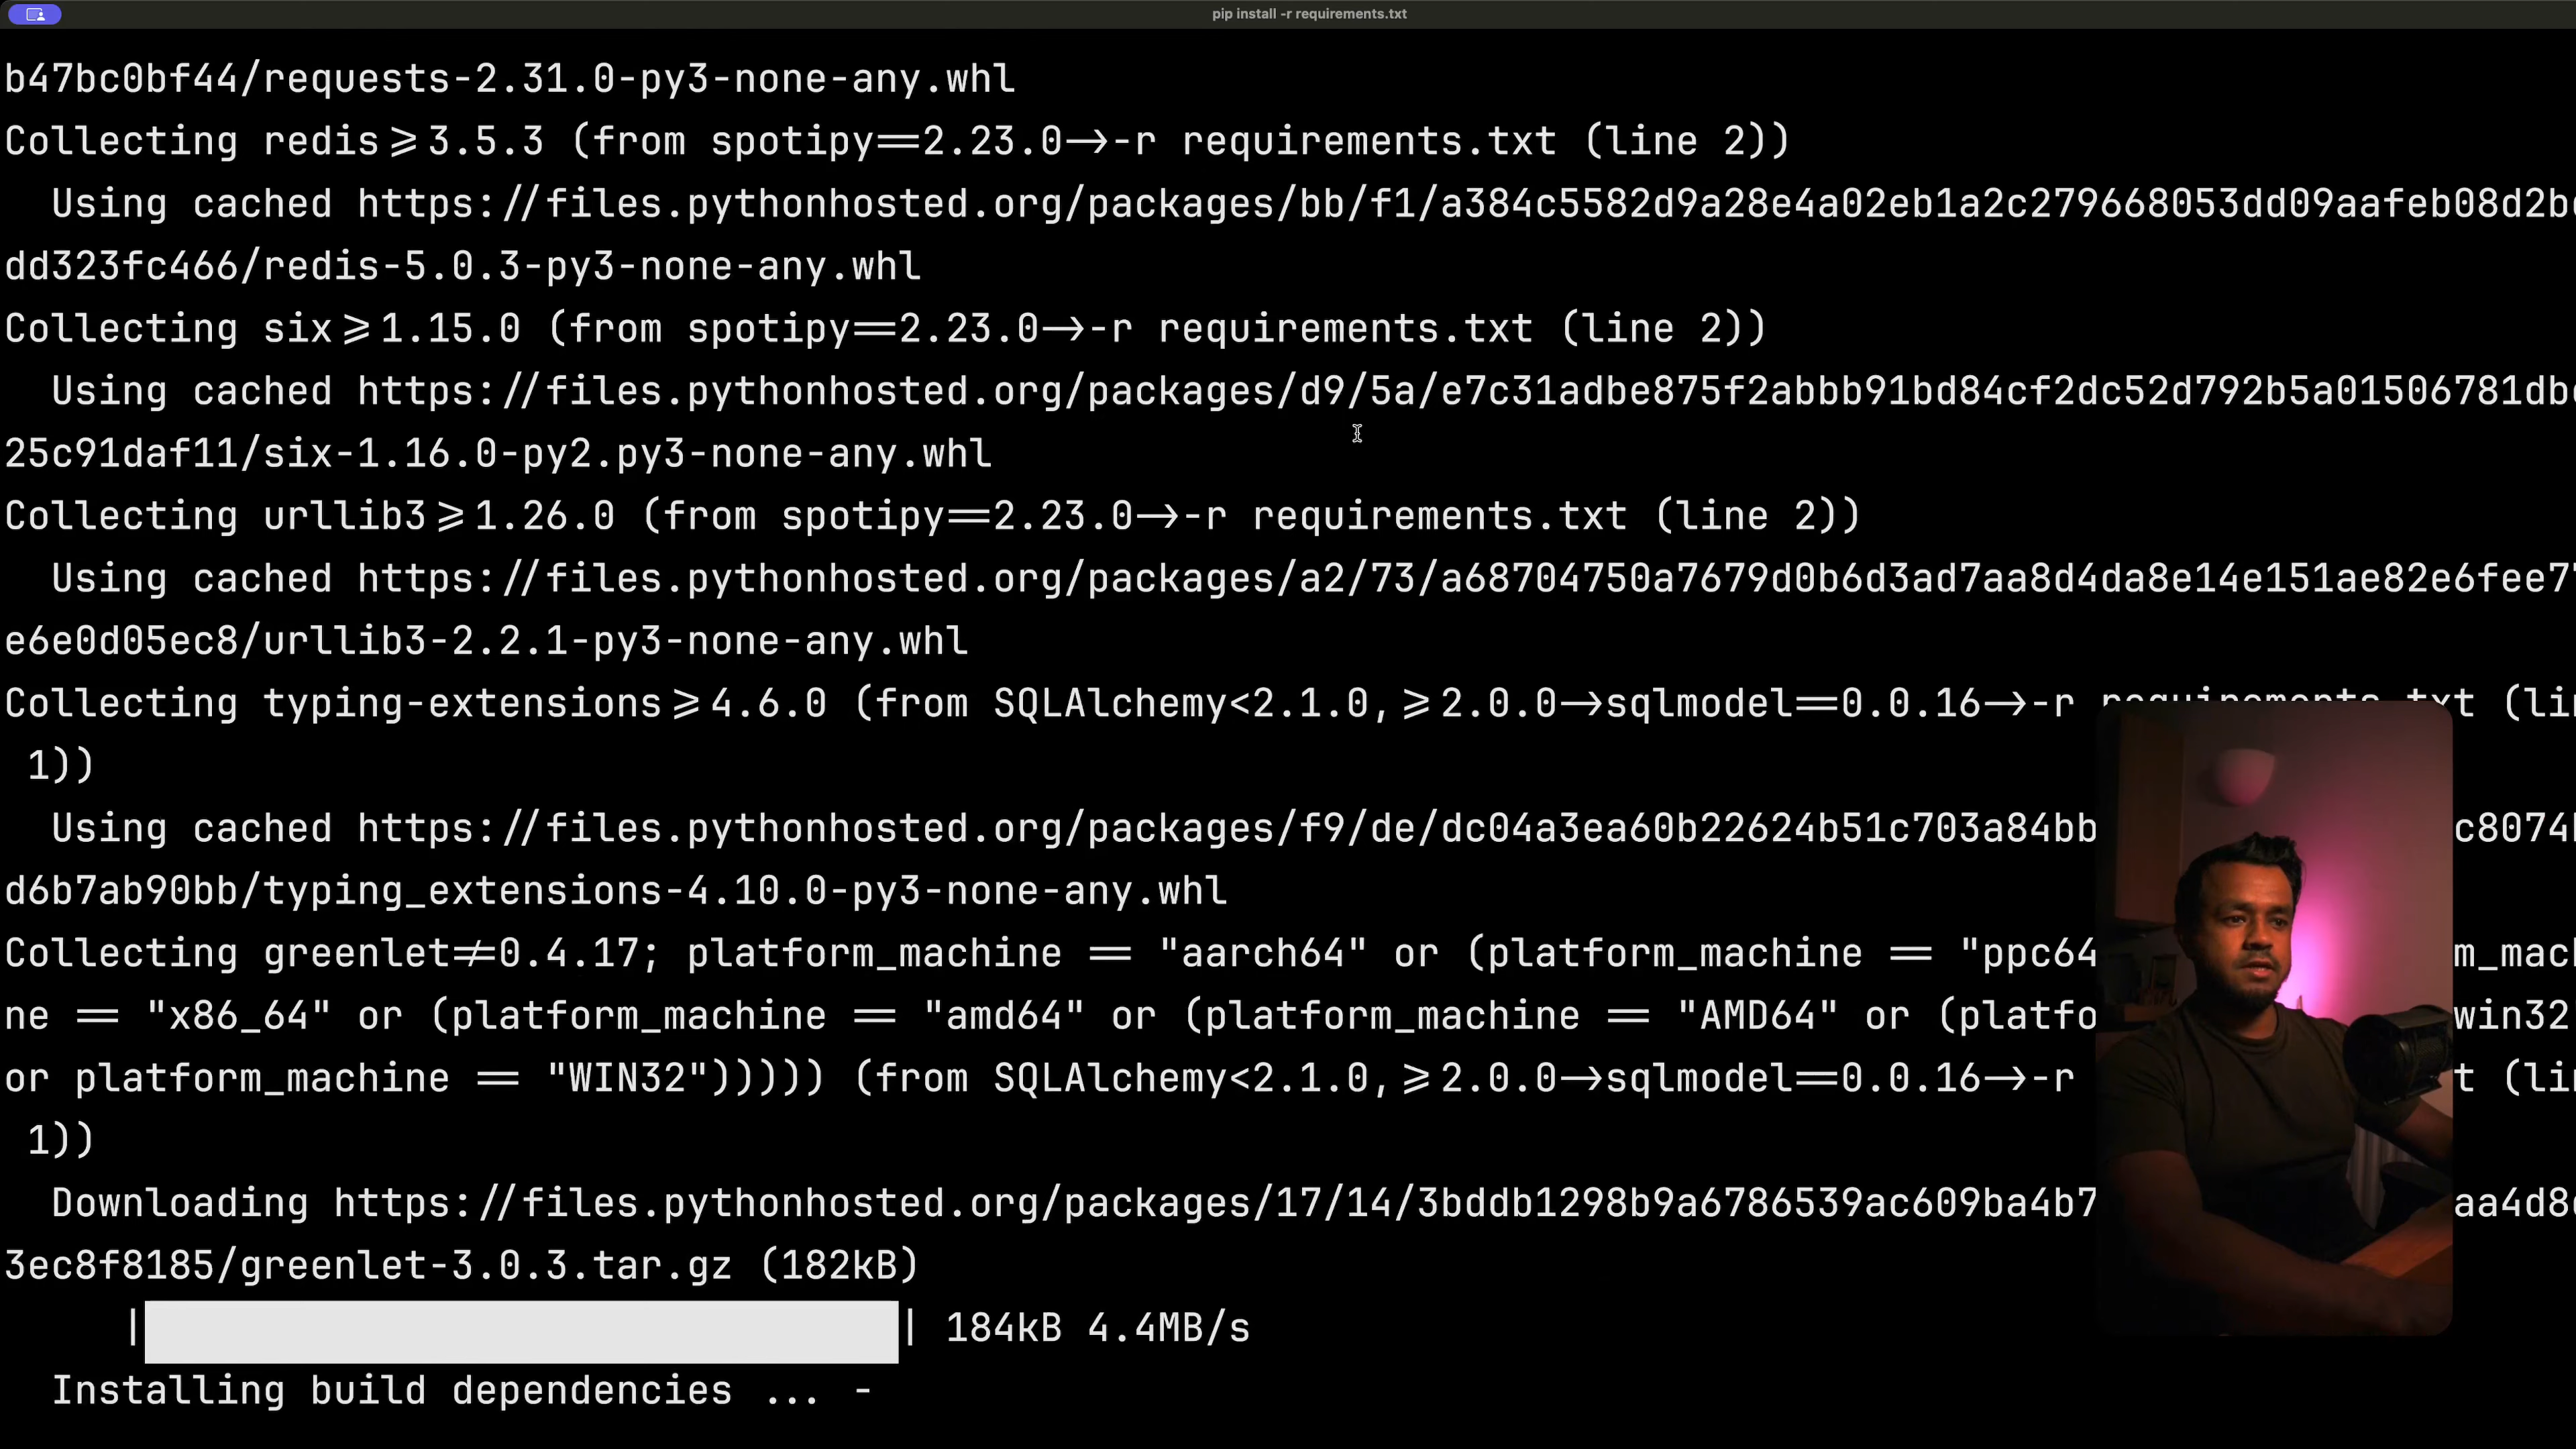 pip install -r requirements.txt
b47bc0bf44/requests-2.31.0-py3-none-any.whl
Collecting redis>=3.5.3 (from spotipy==2.23.0->-r requirements.txt (line 2))
  Using cached https://files.pythonhosted.org/packages/bb/f1/a384c5582d9a28e4a02eb1a2c279668053dd09aafeb08d2b
dd323fc466/redis-5.0.3-py3-none-any.whl
Collecting six>=1.15.0 (from spotipy==2.23.0->-r requirements.txt (line 2))
  Using cached https://files.pythonhosted.org/packages/d9/5a/e7c31adbe875f2abbb91bd84cf2dc52d792b5a01506781db
25c91daf11/six-1.16.0-py2.py3-none-any.whl
Collecting urllib3>=1.26.0 (from spotipy==2.23.0->-r requirements.txt (line 2))
  Using cached https://files.pythonhosted.org/packages/a2/73/a68704750a7679d0b6d3ad7aa8d4da8e14e151ae82e6fee7
e6e0d05ec8/urllib3-2.2.1-py3-none-any.whl
Collecting typing-extensions>=4.6.0 (from SQLAlchemy<2.1.0,>=2.0.0->sqlmodel==0.0.16->-r requirements.txt (li
 1))
  Using cached https://files.pythonhosted.org/packages/f9/de/dc04a3ea60b22624b51c703a84bb c8074
d6b7ab90bb/typing_extensions-4.10.0-py3-none-any.whl
Collecting greenlet!=0.4.17; platform_machine == "aarch64" or (platform_machine == "ppc64 m_mac
ne == "x86_64" or (platform_machine == "amd64" or (platform_machine == "AMD64" or (platfo win32
or platform_machine == "WIN32"))))) (from SQLAlchemy<2.1.0,>=2.0.0->sqlmodel==0.0.16->-r t (li
 1))
  Downloading https://files.pythonhosted.org/packages/17/14/3bddb1298b9a6786539ac609ba4b7 aa4d8
3ec8f8185/greenlet-3.0.3.tar.gz (182kB)
| | 184kB 4.4MB/s
  Installing build dependencies ... -